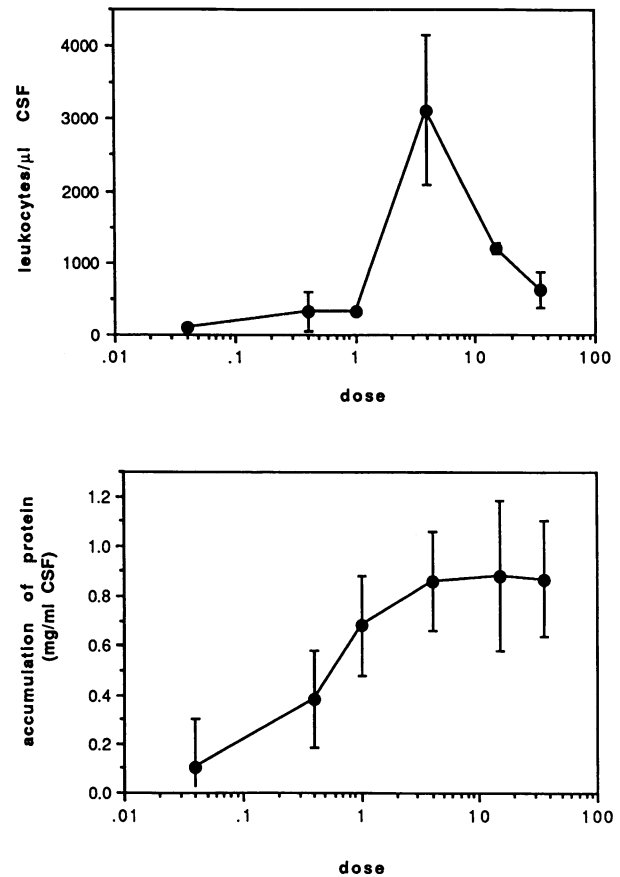 leukocytes/µl CSF
4000
3000
2000
1000
0
.01 .1 1 10 100
dose
accumulation of protein
(mg/ml CSF)
1.2
1.0
0.8
0.6
0.4
0.2
0.0
.01 .1 1 10 100
dose